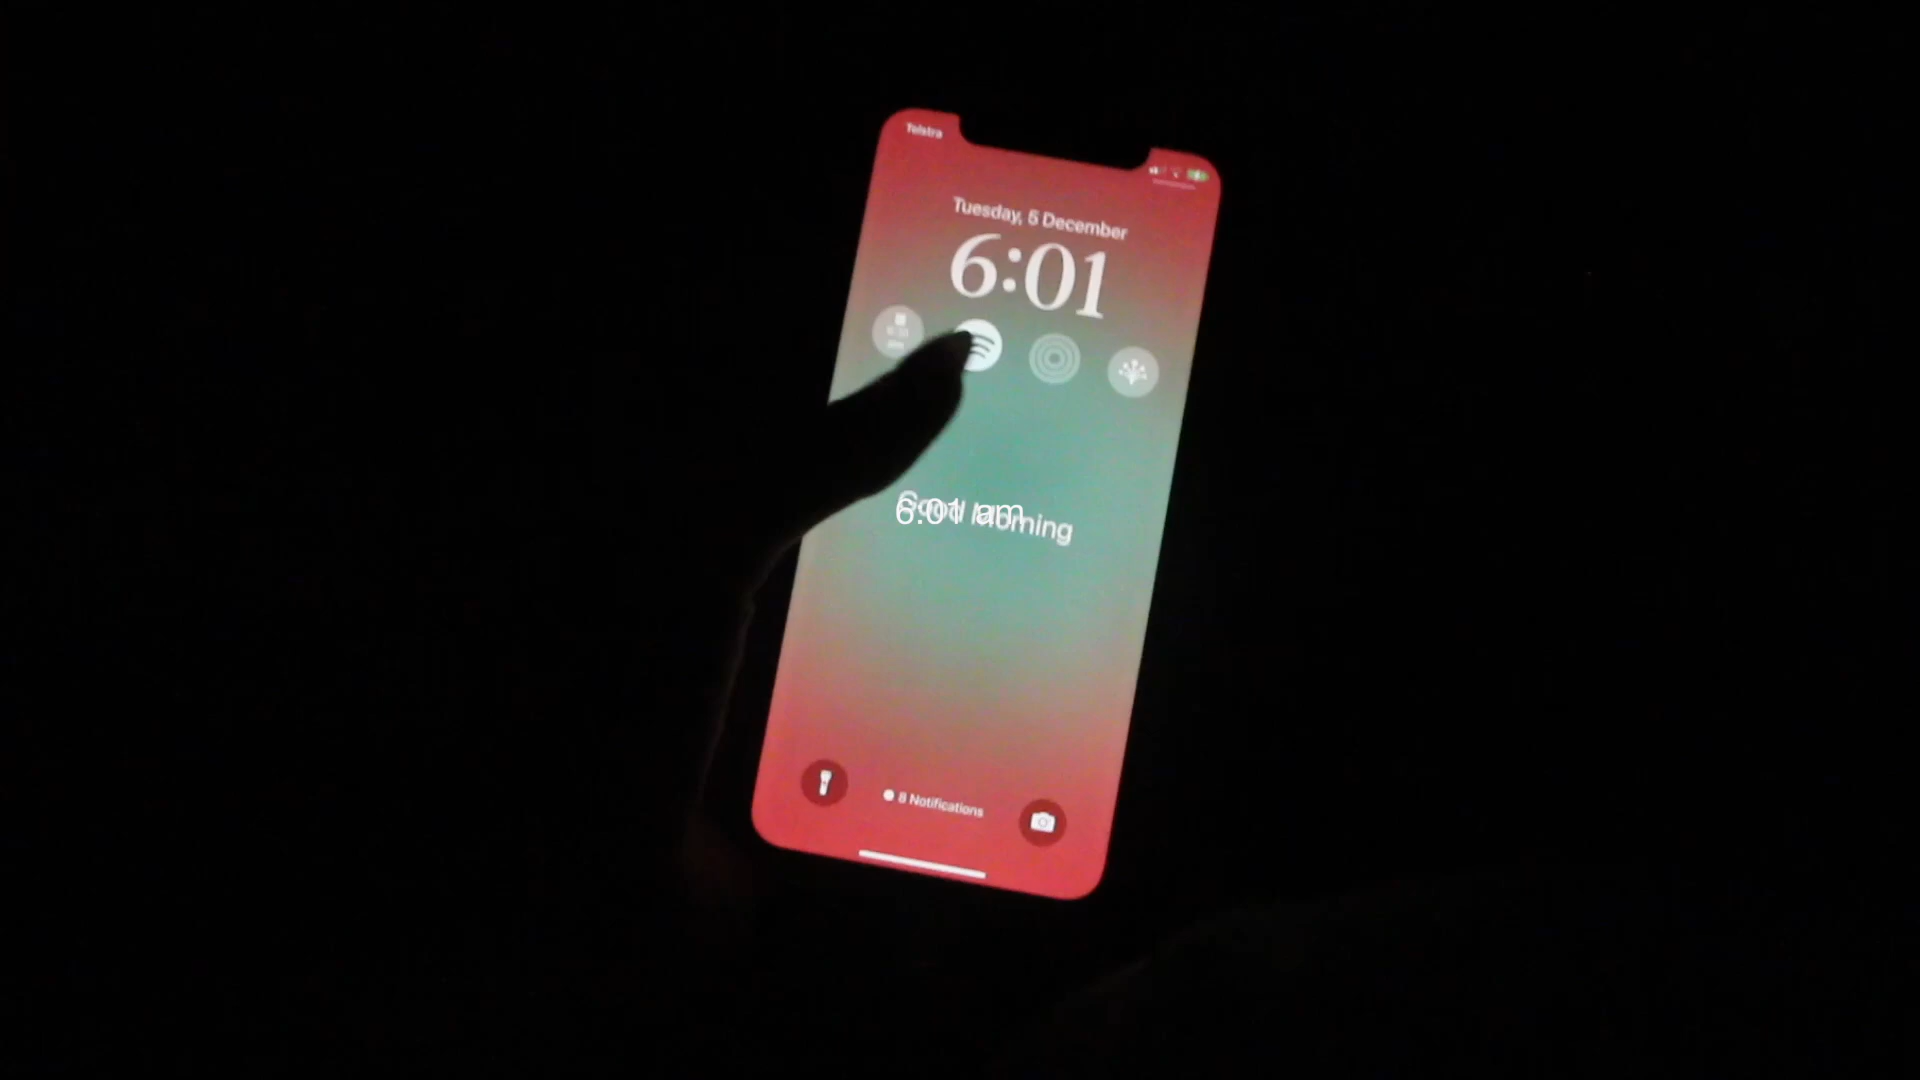 Telstra
Tuesday, 5 December
6:01
Good Morning
6:01 am
8 Notifications